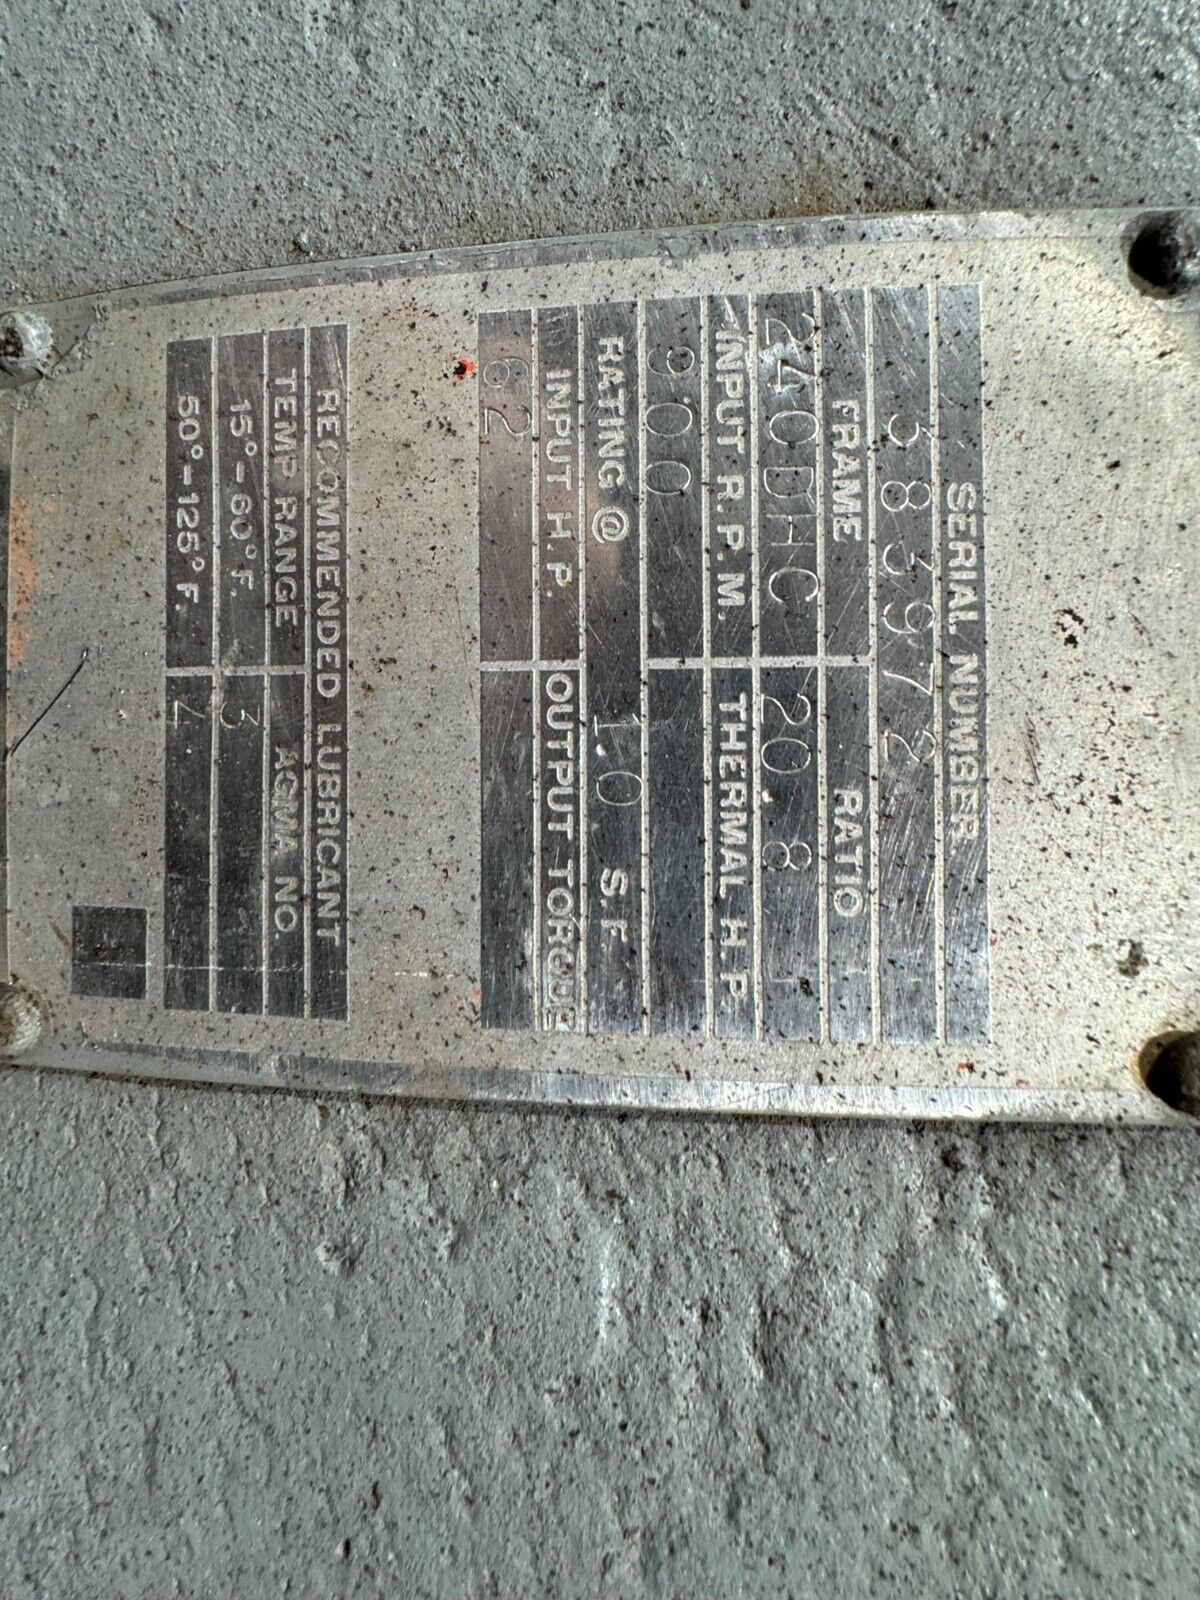 SERIAL NUMBER
383972
FRAME RATIO
240DHC 20.8
INPUT R.P.M. THERMAL H.P.
900
RATING @ 1.0 S.F.
INPUT H.P. OUTPUT TORQUE
62
RECOMMENDED LUBRICANT
TEMP RANGE AGMA NO.
15°-60°F. 3
50°-125°F. 4